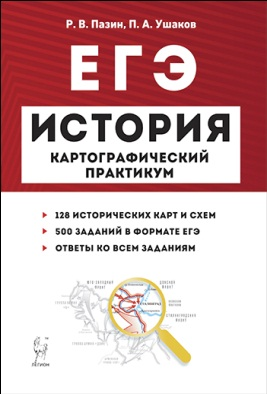 Р. В. Пазин, П. А. Ушаков
ЕГЭ
ИСТОРИЯ
КАРТОГРАФИЧЕСКИЙ
ПРАКТИКУМ
128 ИСТОРИЧЕСКИХ КАРТ И СХЕМ
500 ЗАДАНИЙ В ФОРМАТЕ ЕГЭ
ОТВЕТЫ КО ВСЕМ ЗАДАНИЯМ
ЛЕГИОН